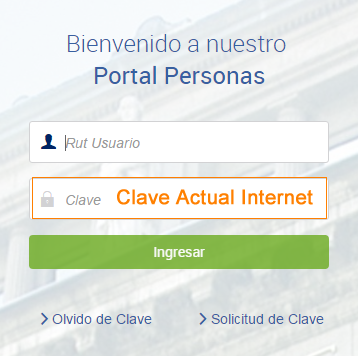 Bienvenido a nuestro
Portal Personas
Rut Usuario
Clave Clave Actual Internet
Ingresar
Olvido de Clave Solicitud de Clave